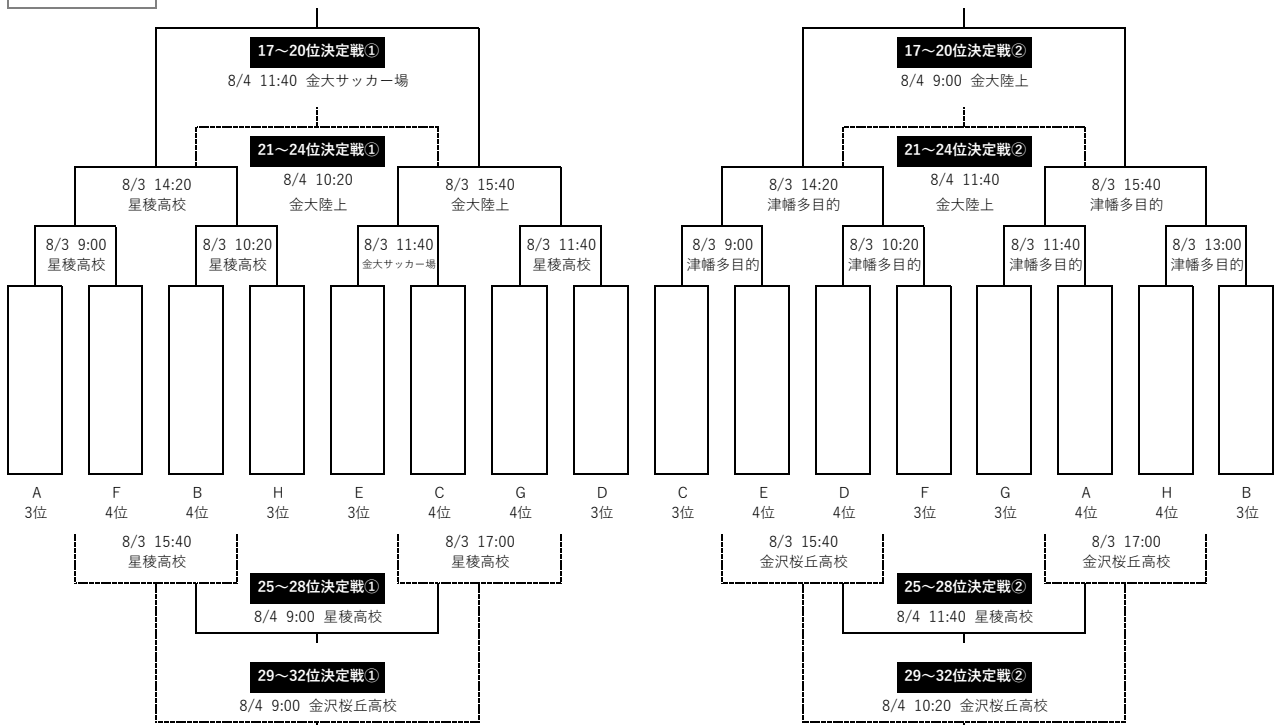 17～20位決定戦①
8/4 11:40 金大サッカー場
21～24位決定戦①
8/4 10:20
金大陸上
8/3 14:20
星稜高校
8/3 15:40
金大陸上
8/3 9:00
星稜高校
8/3 10:20
星稜高校
8/3 11:40
金大サッカー場
8/3 11:40
星稜高校
A
3位
F
4位
B
4位
H
3位
E
3位
C
4位
G
4位
D
3位
8/3 15:40
星稜高校
8/3 17:00
星稜高校
25～28位決定戦①
8/4 9:00 星稜高校
29～32位決定戦①
8/4 9:00 金沢桜丘高校
17～20位決定戦②
8/4 9:00 金大陸上
21～24位決定戦②
8/4 11:40
金大陸上
8/3 14:20
津幡多目的
8/3 15:40
津幡多目的
8/3 9:00
津幡多目的
8/3 10:20
津幡多目的
8/3 11:40
津幡多目的
8/3 13:00
津幡多目的
C
3位
E
4位
D
4位
F
3位
G
3位
A
4位
H
4位
B
3位
8/3 15:40
金沢桜丘高校
8/3 17:00
金沢桜丘高校
25～28位決定戦②
8/4 11:40 星稜高校
29～32位決定戦②
8/4 10:20 金沢桜丘高校